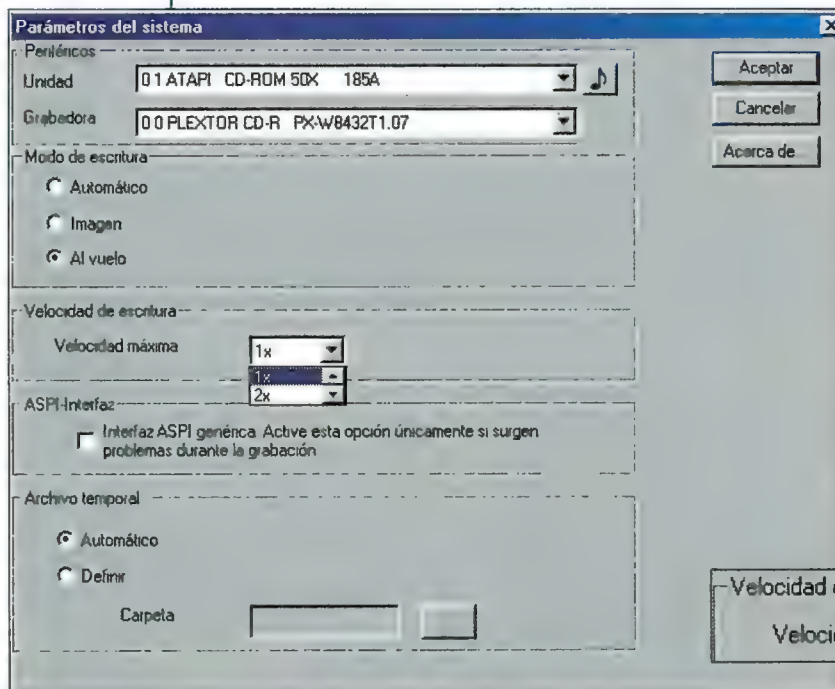 Parámetros del sistema
Periféricos
Unidad
0 1 ATAPI CD-ROM 50X 185A
Grabadora
0 0 PLEXTOR CD-R PX-W8432T1.07
Aceptar
Cancelar
Acerca de...
Modo de escritura
Automático
Imagen
Al vuelo
Velocidad de escritura
Velocidad máxima
1x
1x
2x
ASPI-Interfaz
Interfaz ASPI genérica. Active esta opción únicamente si surgen
problemas durante la grabación
Archivo temporal
Automático
Definir
Carpeta
Velocidad